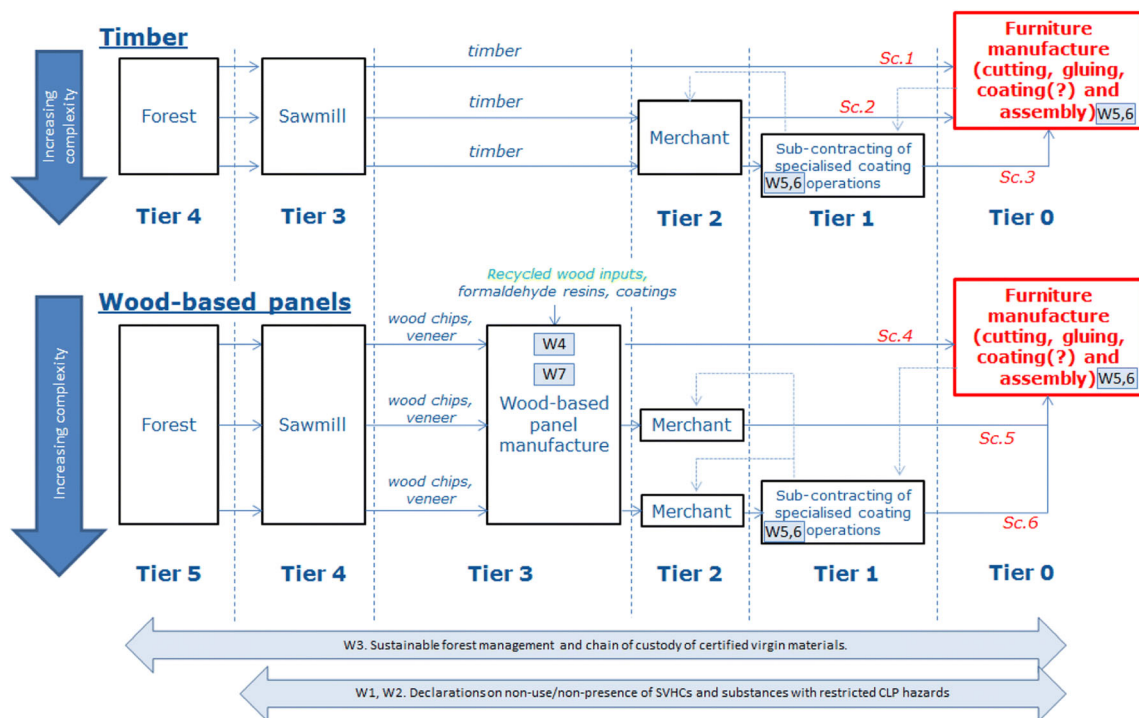 Timber
Increasing
complexity
Forest
Sawmill
timber
timber
timber
Merchant
Sub-contracting of
specialised coating
W5,6 operations
Sc.1
Sc.2
Sc.3
Furniture
manufacture
(cutting, gluing,
coating(?) and
assembly) W5,6
Tier 4
Tier 3
Tier 2
Tier 1
Tier 0
Wood-based panels
Increasing complexity
Recycled wood inputs,
formaldehyde resins, coatings
Forest
Sawmill
wood chips,
veneer
wood chips,
veneer
wood chips,
veneer
W4
W7
Wood-based
panel
manufacture
Merchant
Merchant
Sub-contracting of
specialised coating
W5,6 operations
Sc.4
Sc.5
Sc.6
Furniture
manufacture
(cutting, gluing,
coating(?) and
assembly) W5,6
Tier 5
Tier 4
Tier 3
Tier 2
Tier 1
Tier 0
W3. Sustainable forest management and chain of custody of certified virgin materials.
W1, W2. Declarations on non-use/non-presence of SVHCs and substances with restricted CLP hazards